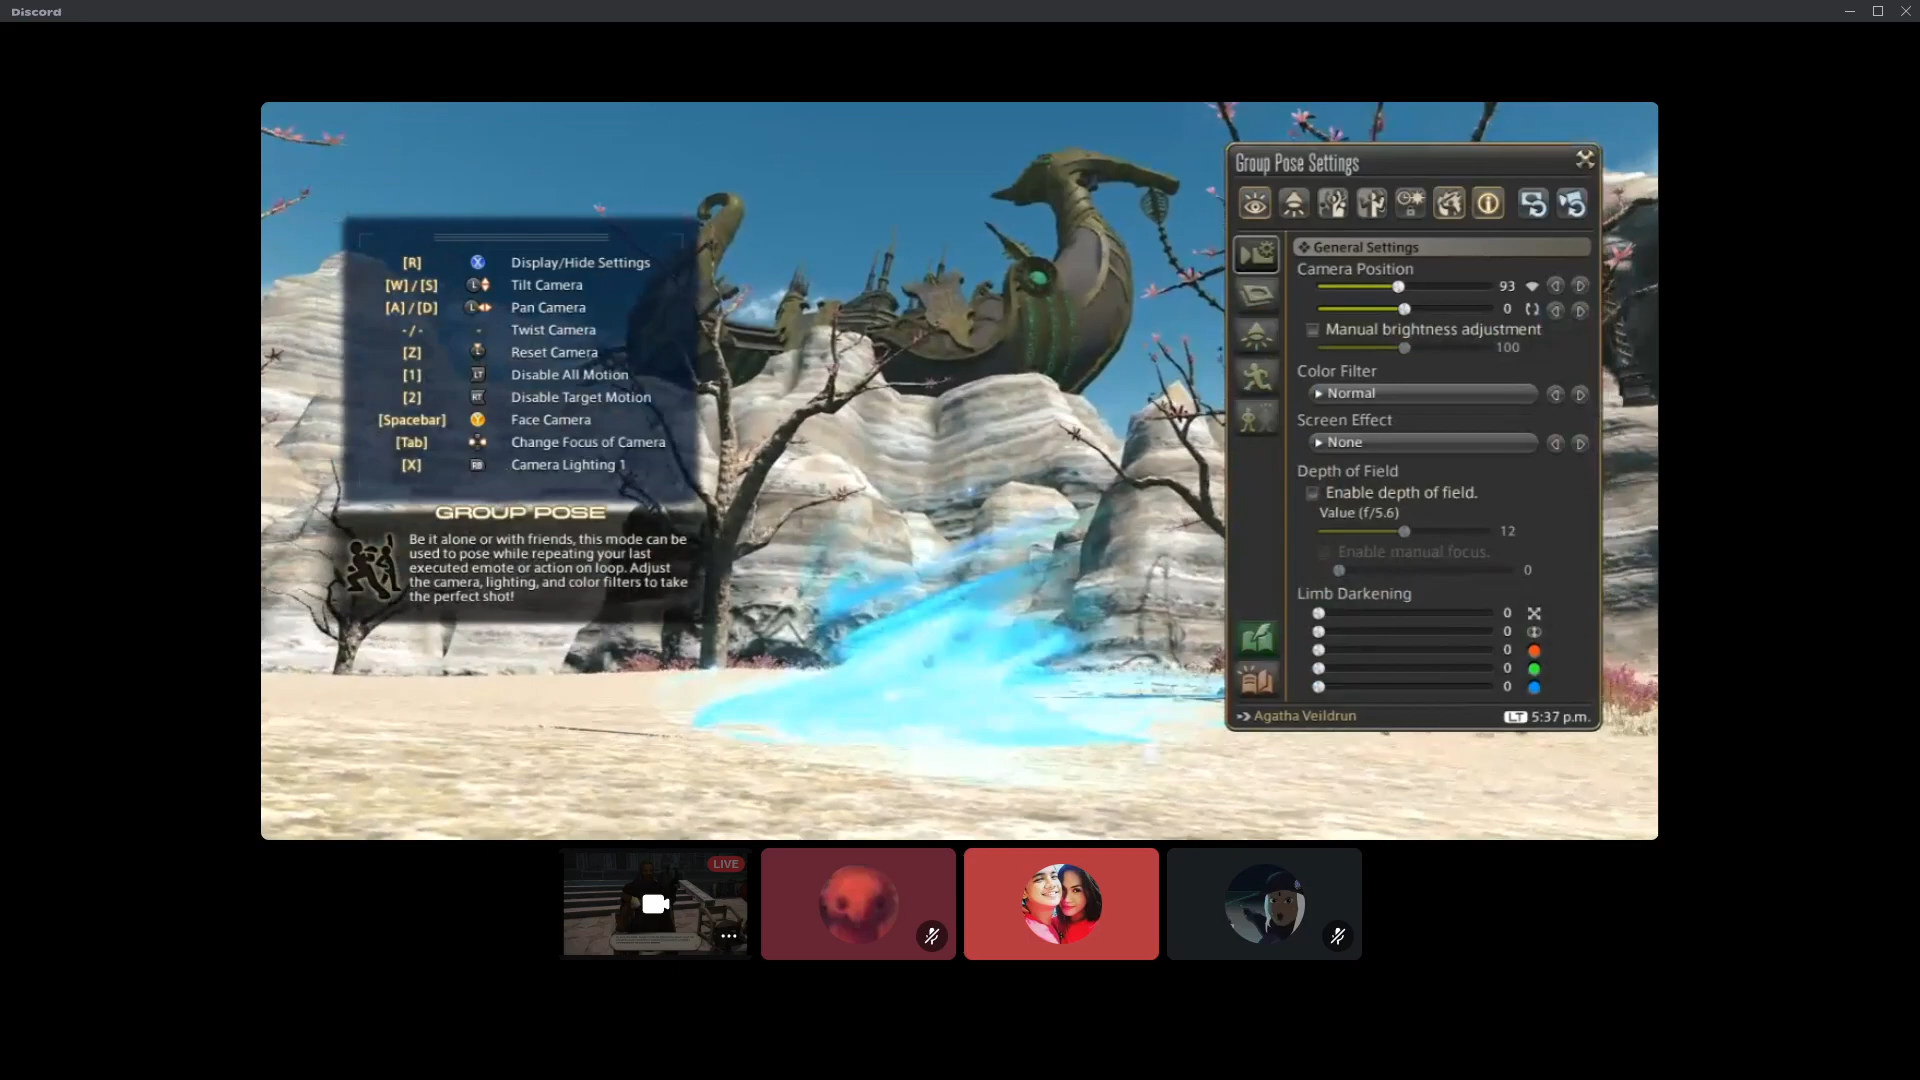 Discord
[R] Display/Hide Settings
[W] / [S] Tilt Camera
[A] / [D] Pan Camera
- / - - Twist Camera
[Z] Reset Camera
[1] LT Disable All Motion
[2] RT Disable Target Motion
[Spacebar] Y Face Camera
[Tab] Change Focus of Camera
[X] RB Camera Lighting 1
GROUP POSE
Be it alone or with friends, this mode can be
used to pose while repeating your last
executed emote or action on loop. Adjust
the camera, lighting, and color filters to take
the perfect shot!
Group Pose Settings
General Settings
Camera Position
93
0
Manual brightness adjustment
100
Color Filter
Normal
Screen Effect
None
Depth of Field
Enable depth of field.
Value (f/5.6)
12
Enable manual focus.
0
Limb Darkening
0
0
0
0
0
Agatha Veildrun
LT 5:37 p.m.
LIVE